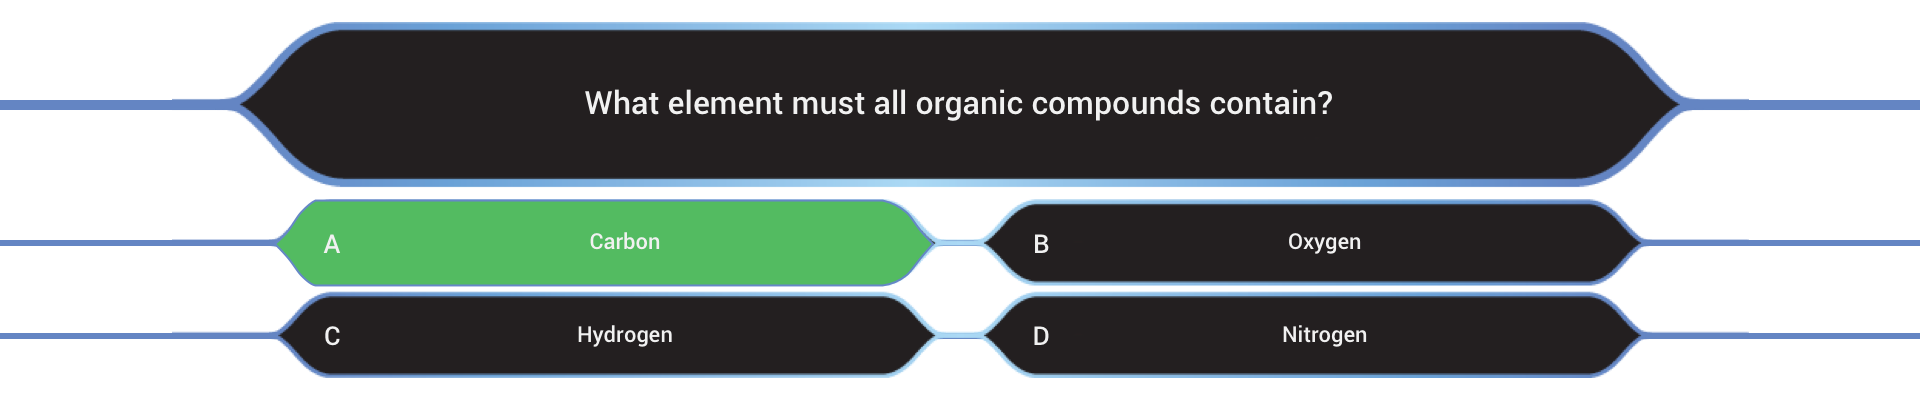 What element must all organic compounds contain?
A Carbon
B Oxygen
C Hydrogen
D Nitrogen